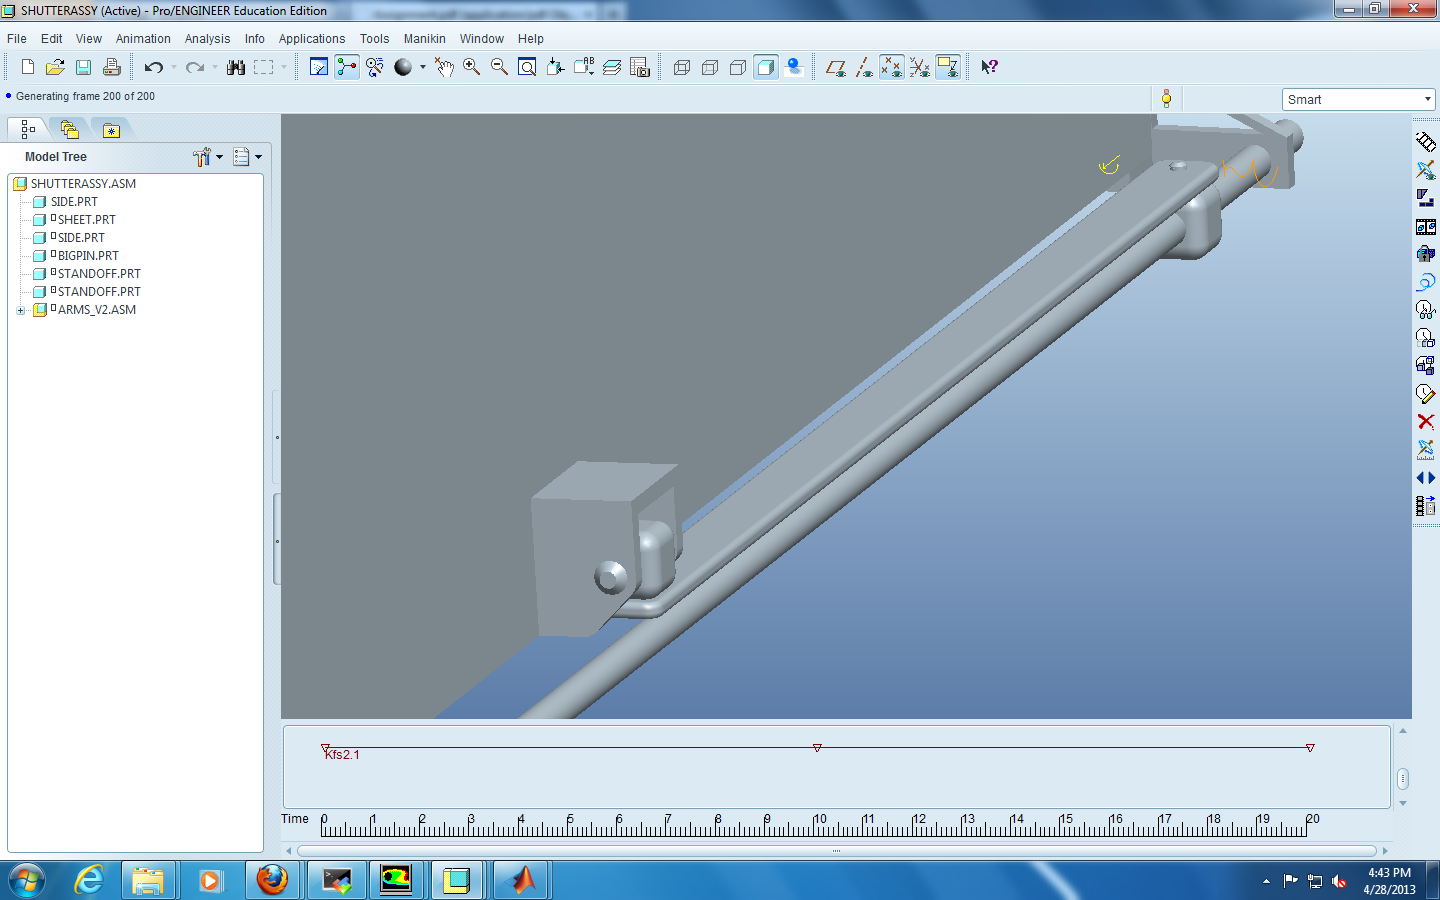 SHUTTERASSY (Active) - Pro/ENGINEER Education Edition
File Edit View Animation Analysis Info Applications Tools Manikin Window Help
Generating frame 200 of 200
Smart
Model Tree
SHUTTERASSY.ASM
SIDE.PRT
SHEET.PRT
SIDE.PRT
BIGPIN.PRT
STANDOFF.PRT
STANDOFF.PRT
ARMS_V2.ASM
Kfs2.1
Time 0 1 2 3 4 5 6 7 8 9 10 11 12 13 14 15 16 17 18 19 20
4:43 PM
4/28/2013